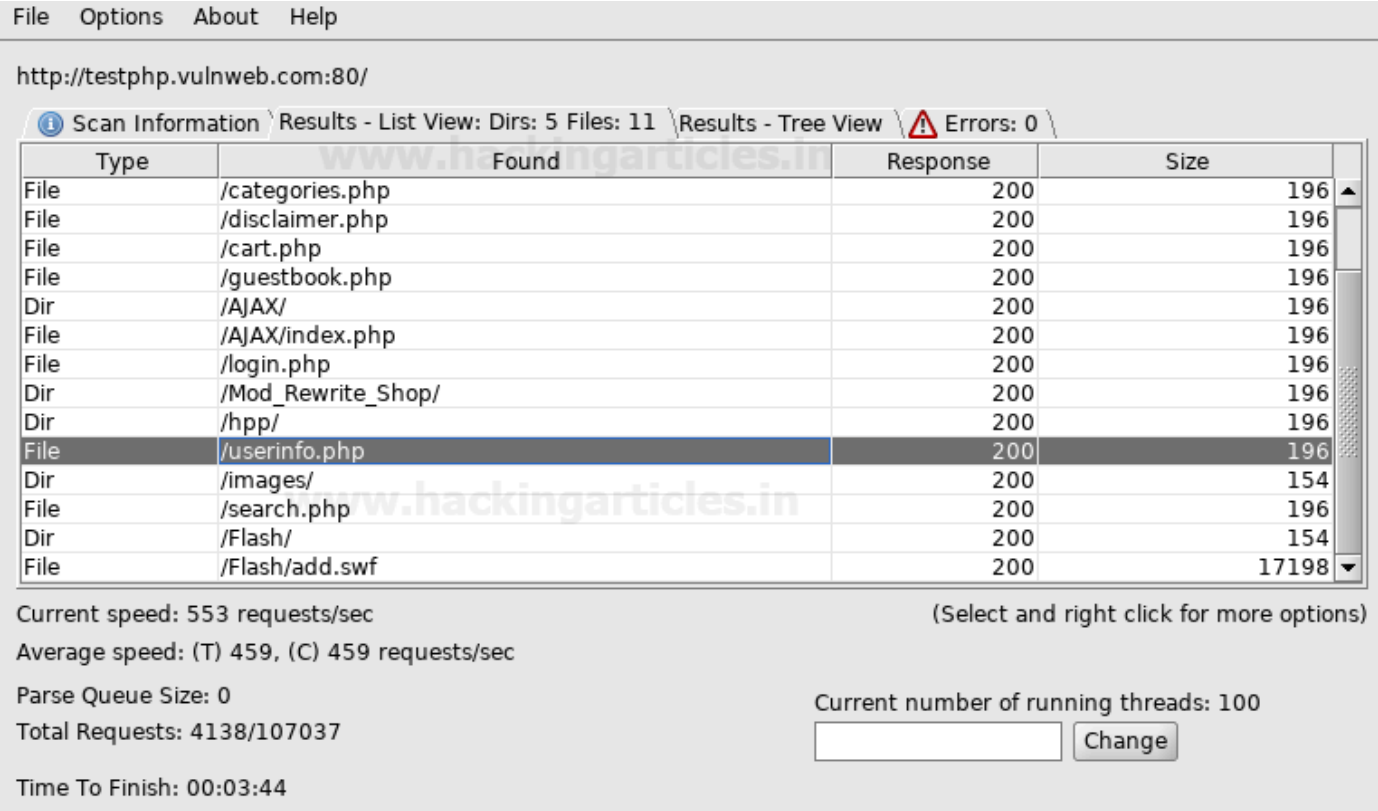 File Options About Help
http://testphp.vulnweb.com:80/
Scan Information Results - List View: Dirs: 5 Files: 11 Results - Tree View Errors: 0
www.hackingarticles.in
Type Found Response Size
File /categories.php 200 196
File /disclaimer.php 200 196
File /cart.php 200 196
File /guestbook.php 200 196
Dir /AJAX/ 200 196
File /AJAX/index.php 200 196
File /login.php 200 196
Dir /Mod_Rewrite_Shop/ 200 196
Dir /hpp/ 200 196
File /userinfo.php 200 196
Dir /images/ 200 154
www.hackingarticles.in
File /search.php 200 196
Dir /Flash/ 200 154
File /Flash/add.swf 200 17198
Current speed: 553 requests/sec (Select and right click for more options)
Average speed: (T) 459, (C) 459 requests/sec
Parse Queue Size: 0
Current number of running threads: 100
Total Requests: 4138/107037
Change
Time To Finish: 00:03:44